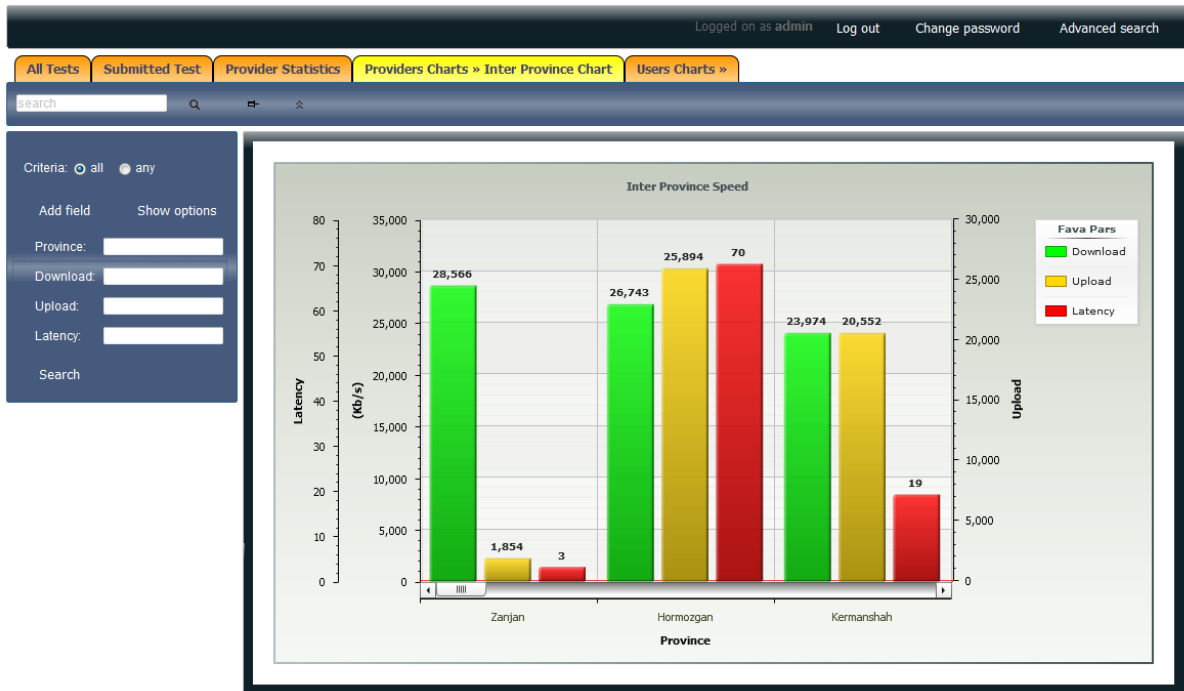 Logged on as admin Log out Change password Advanced search
All Tests Submitted Test Provider Statistics Providers Charts » Inter Province Chart Users Charts »
search
Criteria: all any
Add field Show options
Province:
Download:
Upload:
Latency:
Search
Inter Province Speed
Latency
80
70
60
50
40
30
20
10
0
(Kb/s)
35,000
30,000
25,000
20,000
15,000
10,000
5,000
0
28,566
1,854
3
26,743
25,894
70
23,974
20,552
19
30,000
25,000
20,000
15,000
10,000
5,000
0
Upload
Fava Pars
Download
Upload
Latency
Zanjan Hormozgan Kermanshah
Province